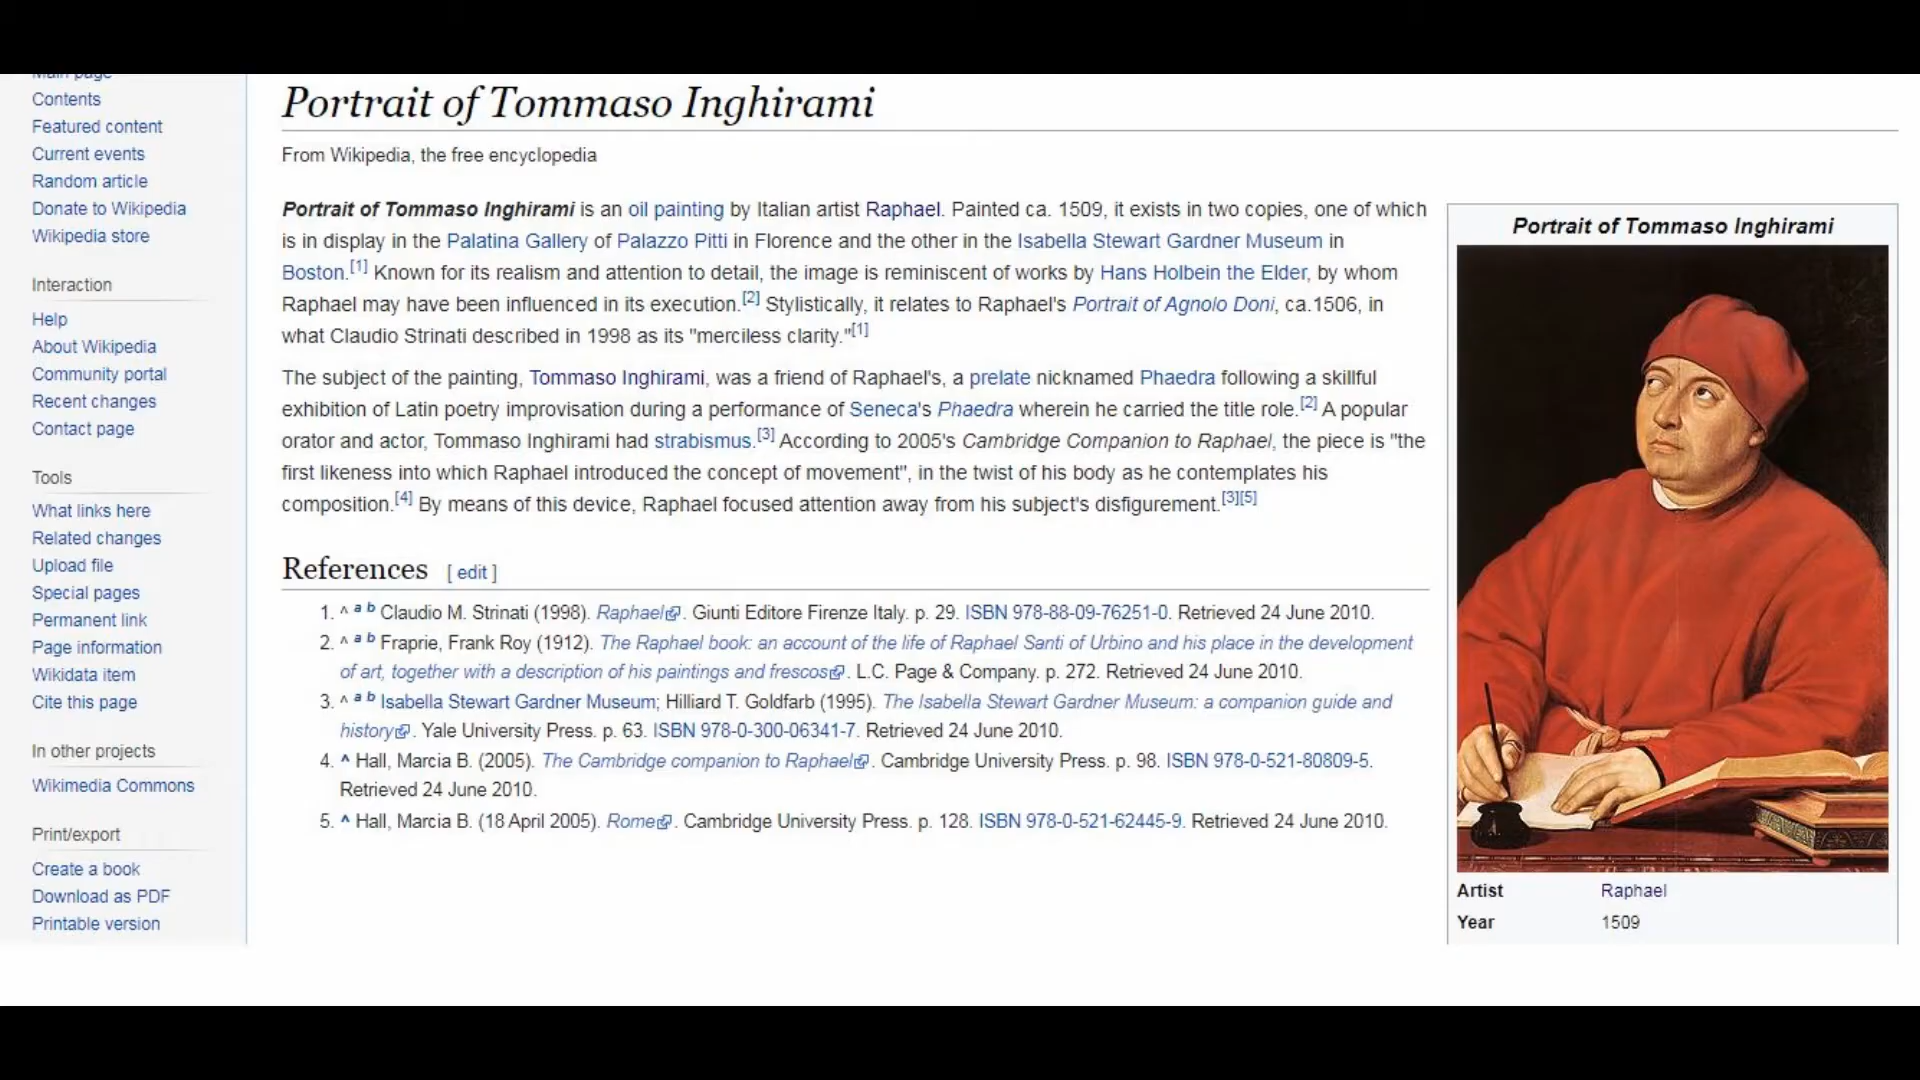 Main page
Contents
Featured content
Current events
Random article
Donate to Wikipedia
Wikipedia store
Interaction
Help
About Wikipedia
Community portal
Recent changes
Contact page
Tools
What links here
Related changes
Upload file
Special pages
Permanent link
Page information
Wikidata item
Cite this page
In other projects
Wikimedia Commons
Print/export
Create a book
Download as PDF
Printable version
Portrait of Tommaso Inghirami
From Wikipedia, the free encyclopedia
Portrait of Tommaso Inghirami is an oil painting by Italian artist Raphael. Painted ca. 1509, it exists in two copies, one of which
is in display in the Palatina Gallery of Palazzo Pitti in Florence and the other in the Isabella Stewart Gardner Museum in
Boston.[1] Known for its realism and attention to detail, the image is reminiscent of works by Hans Holbein the Elder, by whom
Raphael may have been influenced in its execution.[2] Stylistically, it relates to Raphael's Portrait of Agnolo Doni, ca.1506, in
what Claudio Strinati described in 1998 as its "merciless clarity."[1]
The subject of the painting, Tommaso Inghirami, was a friend of Raphael's, a prelate nicknamed Phaedra following a skillful
exhibition of Latin poetry improvisation during a performance of Seneca's Phaedra wherein he carried the title role.[2] A popular
orator and actor, Tommaso Inghirami had strabismus.[3] According to 2005's Cambridge Companion to Raphael, the piece is "the
first likeness into which Raphael introduced the concept of movement", in the twist of his body as he contemplates his
composition.[4] By means of this device, Raphael focused attention away from his subject's disfigurement.[3][5]
References [ edit ]
1. ^ a b Claudio M. Strinati (1998). Raphael. Giunti Editore Firenze Italy. p. 29. ISBN 978-88-09-76251-0. Retrieved 24 June 2010.
2. ^ a b Fraprie, Frank Roy (1912). The Raphael book: an account of the life of Raphael Santi of Urbino and his place in the development
of art, together with a description of his paintings and frescos. L.C. Page & Company. p. 272. Retrieved 24 June 2010.
3. ^ a b Isabella Stewart Gardner Museum; Hilliard T. Goldfarb (1995). The Isabella Stewart Gardner Museum: a companion guide and
history. Yale University Press. p. 63. ISBN 978-0-300-06341-7. Retrieved 24 June 2010.
4. ^ Hall, Marcia B. (2005). The Cambridge companion to Raphael. Cambridge University Press. p. 98. ISBN 978-0-521-80809-5.
Retrieved 24 June 2010.
5. ^ Hall, Marcia B. (18 April 2005). Rome. Cambridge University Press. p. 128. ISBN 978-0-521-62445-9. Retrieved 24 June 2010.
Portrait of Tommaso Inghirami
Artist Raphael
Year 1509